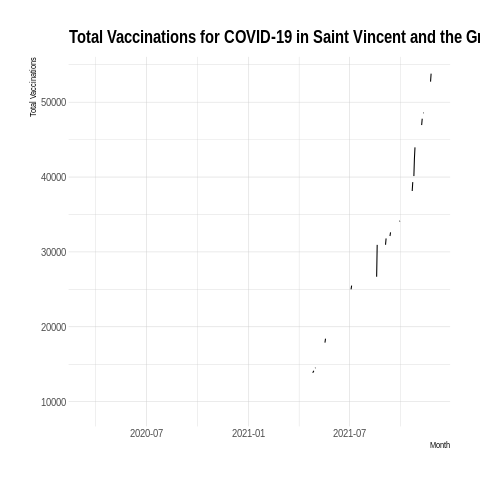 Total Vaccinations for COVID-19 in Saint Vincent and the Gr
Total Vaccinations
50000
40000
30000
20000
10000
2020-07 2021-01 2021-07
Month